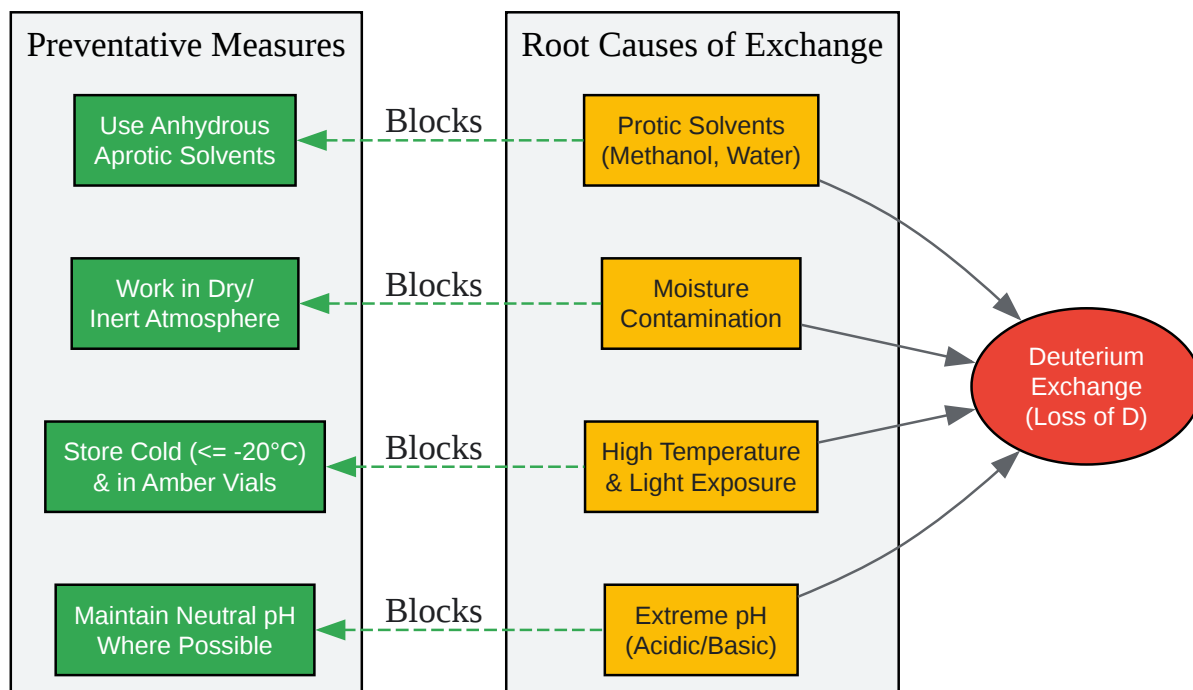 Preventative Measures
Use Anhydrous
Aprotic Solvents
Work in Dry/
Inert Atmosphere
Store Cold (<= -20°C)
& in Amber Vials
Maintain Neutral pH
Where Possible
Blocks
Blocks
Blocks
Blocks
Root Causes of Exchange
Protic Solvents
(Methanol, Water)
Moisture
Contamination
High Temperature
& Light Exposure
Extreme pH
(Acidic/Basic)
Deuterium
Exchange
(Loss of D)